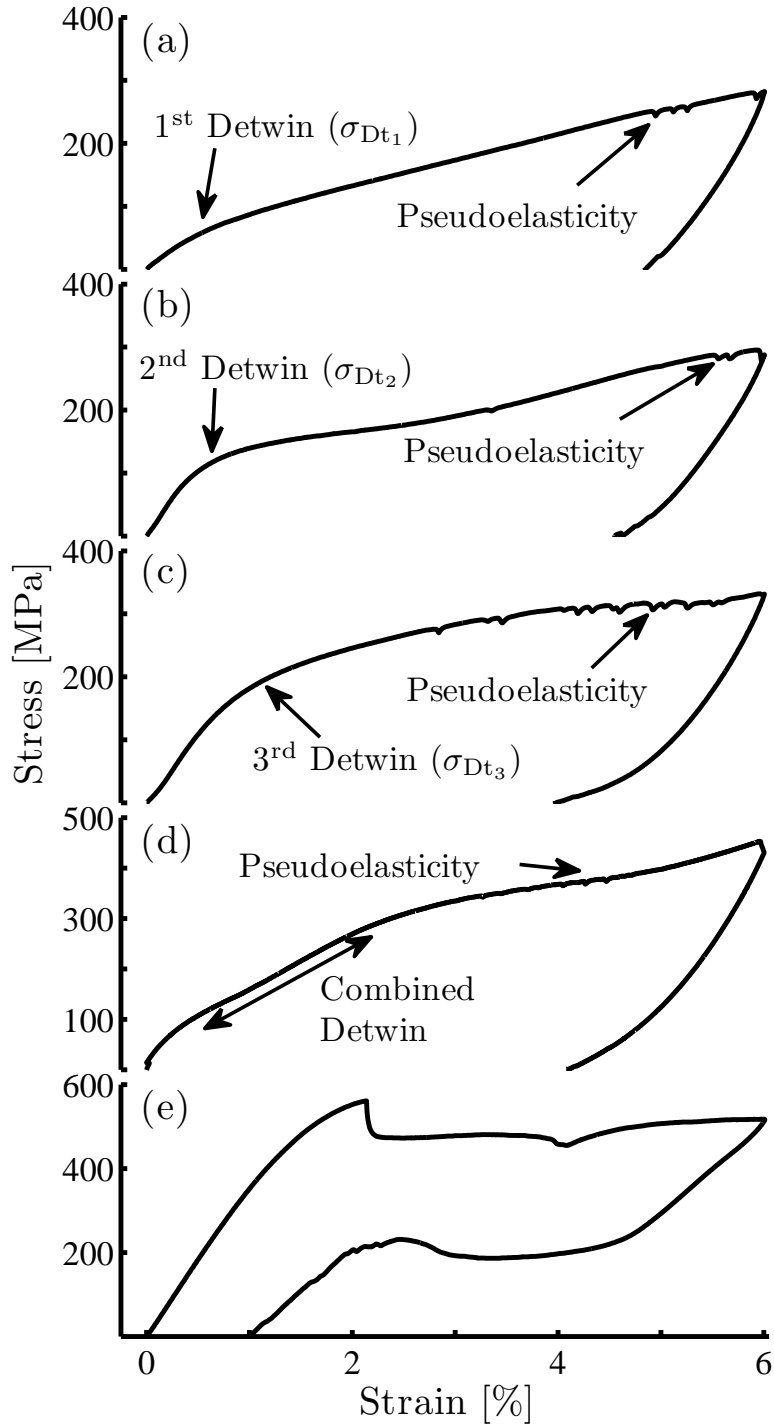 400
(a)
1st Detwin (σDt1)
200
Pseudoelasticity
400
(b)
2nd Detwin (σDt2)
200
Pseudoelasticity
400
(c)
200
Pseudoelasticity
3rd Detwin (σDt3)
Stress [MPa]
500
(d)
Pseudoelasticity
300
Combined
Detwin
100
600
(e)
400
200
0 2 4 6
Strain [%]